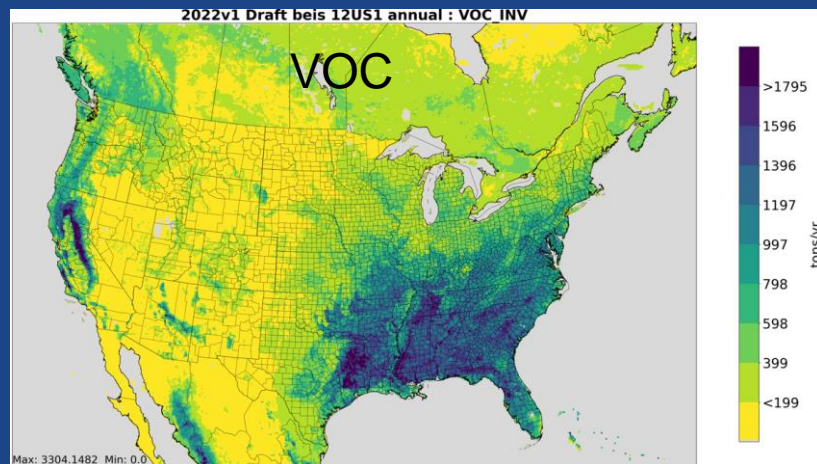 2022v1 Draft beis 12US1 annual : VOC_INV
VOC
>1795
1596
1396
1197
997
798
598
399
<199
tons/yr
Max: 3304.1482 Min: 0.0